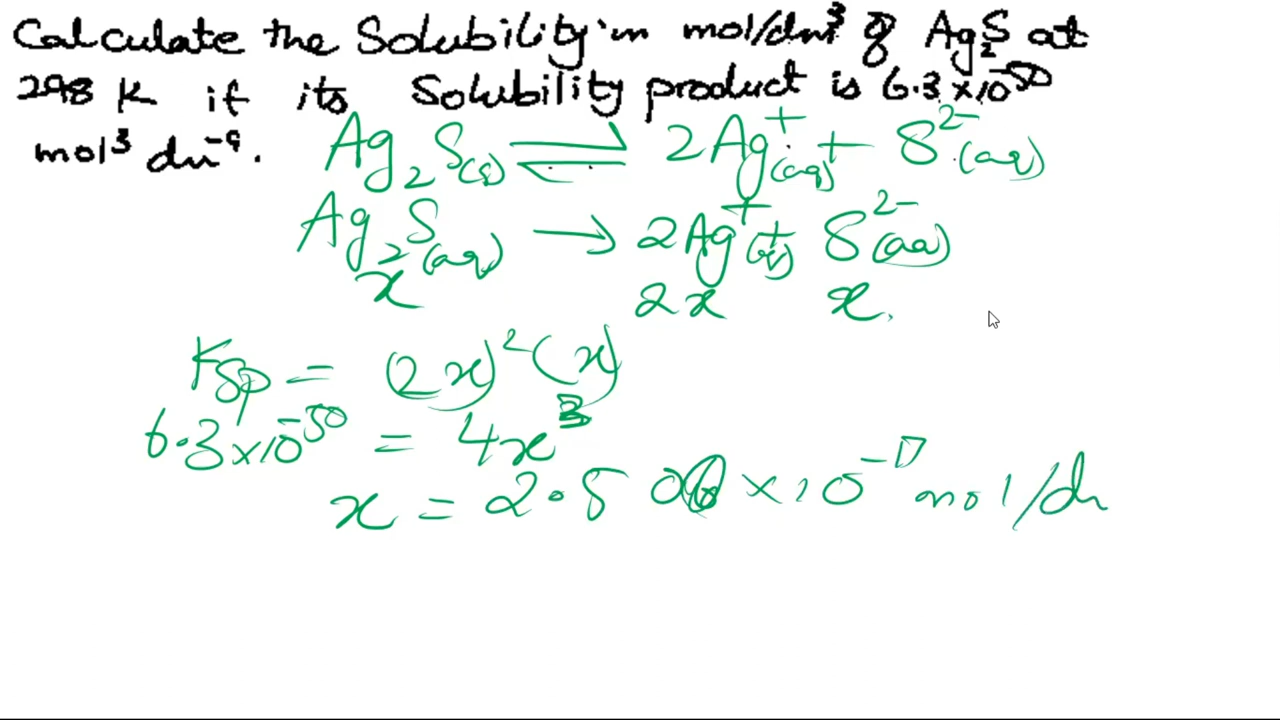 Calculate the Solubility in mol/dm³ of Ag₂S at
298 K if its Solubility product is 6.3 × 10⁻⁵⁰
mol³ dm⁻⁹.
Ag₂S(s) ⇌ 2Ag⁺(aq) + S²⁻(aq)
Ag₂S(aq) → 2Ag⁺(aq) + S²⁻(aq)
x 2x x
Ksp = (2x)²(x)
6.3×10⁻⁵⁰ = 4x³
x = 2.506 × 10⁻¹⁷ mol/dm